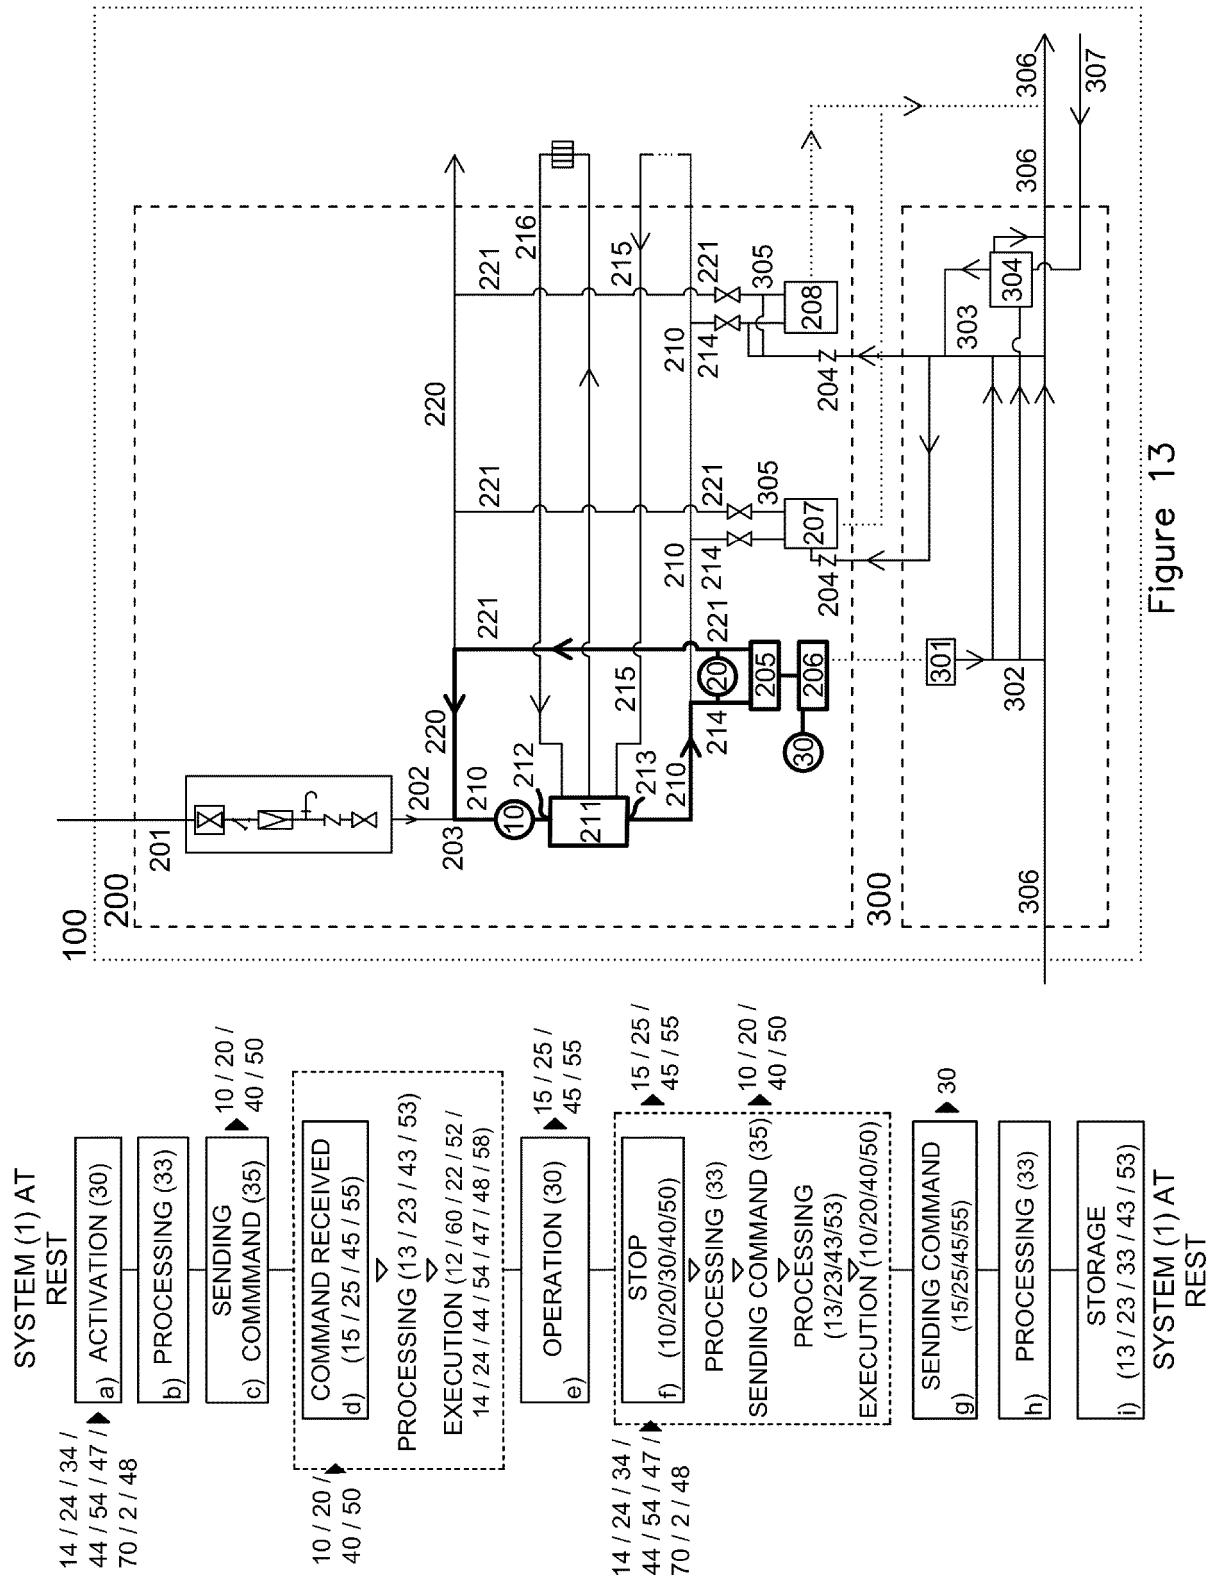 SYSTEM (1) AT
REST
14 / 24 / 34 /
44 / 54 / 47 /
70 / 2 / 48
a) ACTIVATION (30)
b) PROCESSING (33)
SENDING
c) COMMMAND (35)
10 / 20 /
40 / 50
10 / 20 /
40 / 50
COMMAND RECEIVED
d) (15 / 25 / 45 / 55)
PROCESSING (13 / 23 / 43 / 53)
EXECUTION (12 / 60 / 22 / 52 /
14 / 24 / 44 / 54 / 47 / 48 / 58)
e) OPERATION (30)
15 / 25 /
45 / 55
14 / 24 / 34 /
44 / 54 / 47 /
70 / 2 / 48
STOP
f) (10/20/30/40/50)
15 / 25 /
45 / 55
PROCESSING (33)
SENDING COMMAND (35)
10 / 20 /
40 / 50
PROCESSING
(13/23/43/53)
EXECUTION (10/20/40/50)
SENDING COMMAND
g) (15/25/45/55)
30
h) PROCESSING (33)
STORAGE
i) (13 / 23 / 33 / 43 / 53)
SYSTEM (1) AT
REST
100
200
201
202
203
220
220
210
221
221
221
10
212
216
211
215
215
213
210
210
210
214
20
221
214
221
214
221
205
305
305
30
206
207
208
204
204
300
301
303
304
302
306
306
306
307
Figure 13